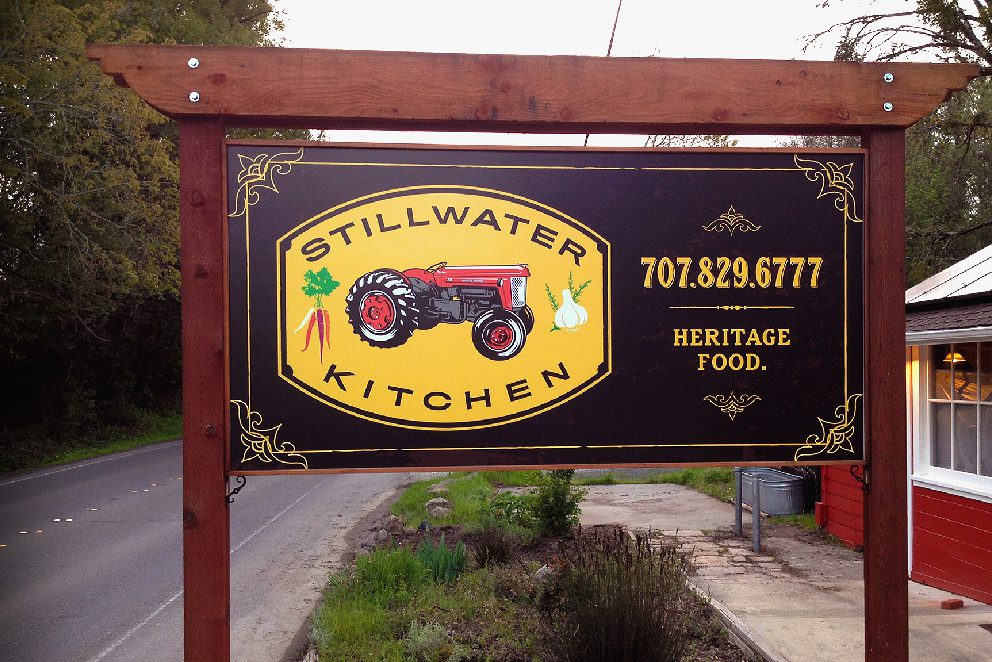 STILLWATER
KITCHEN
707.829.6777
HERITAGE
FOOD.